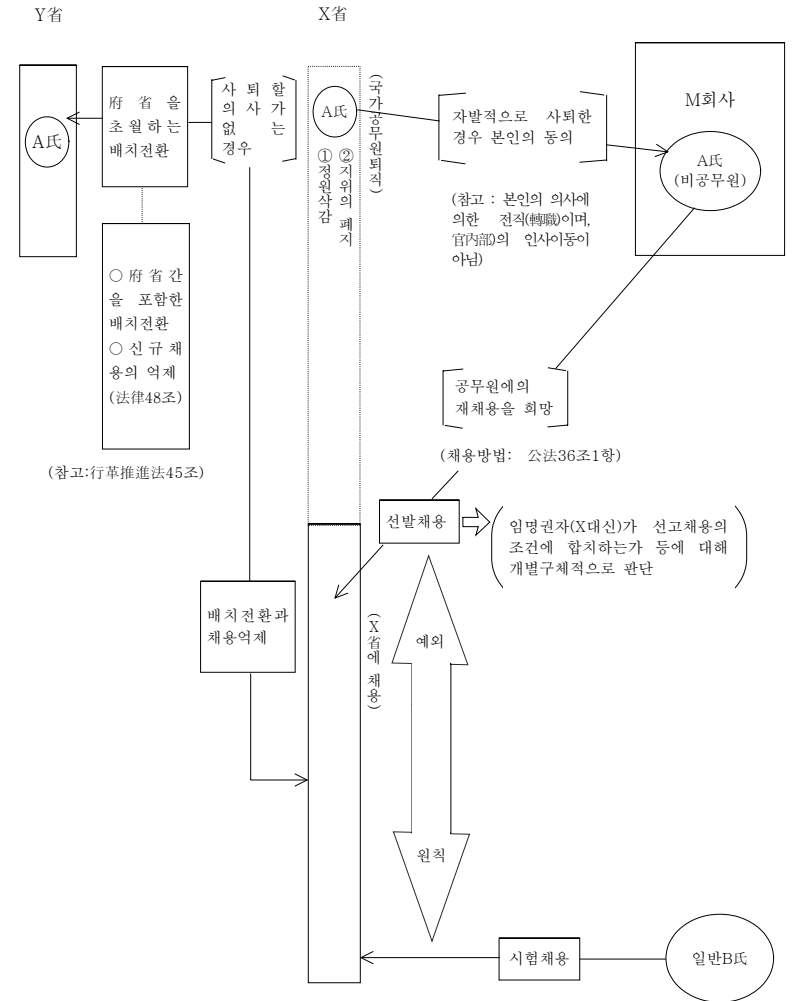 Y省
X省
A氏
府 省 을
초월하는
배치전환
사 퇴 할
의 사 가
없 는
경우
A氏
(국가공무원퇴직)
② 지위의 폐지
① 정원삭감
자발적으로 사퇴한
경우 본인의 동의
M회사
A氏
(비공무원)
(참고 : 본인의 의사에
의한 전직(轉職)이며,
官內部)의 인사이동이
아님)
○ 府 省 간
을 포함한
배치전환
○ 신 규 채
용의 억제
(法律48조)
(참고:行革推進法45조)
공무원에의
재채용을 희망
(채용방법: 公法36조1항)
선발채용
임명권자(X대신)가 선고채용의
조건에 합치하는가 등에 대해
개별구체적으로 판단
배치전환과
채용억제
(X省에 채용)
예외
원칙
시험채용
일반B氏